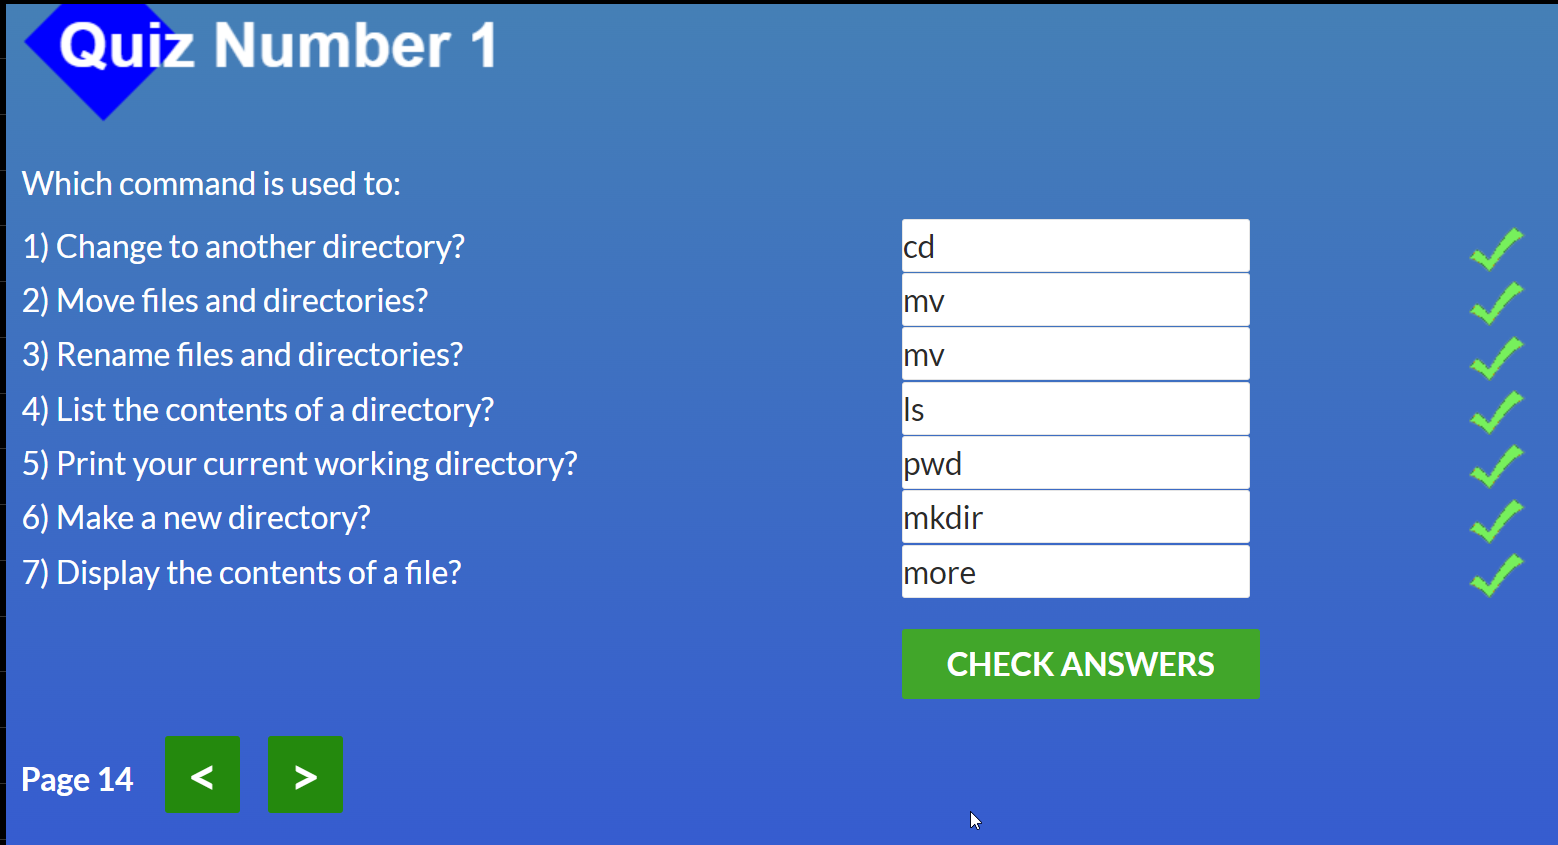 Quiz Number 1
Which command is used to:
1) Change to another directory?
cd
2) Move files and directories?
mv
3) Rename files and directories?
mv
4) List the contents of a directory?
ls
5) Print your current working directory?
pwd
6) Make a new directory?
mkdir
7) Display the contents of a file?
more
CHECK ANSWERS
Page 14 < >